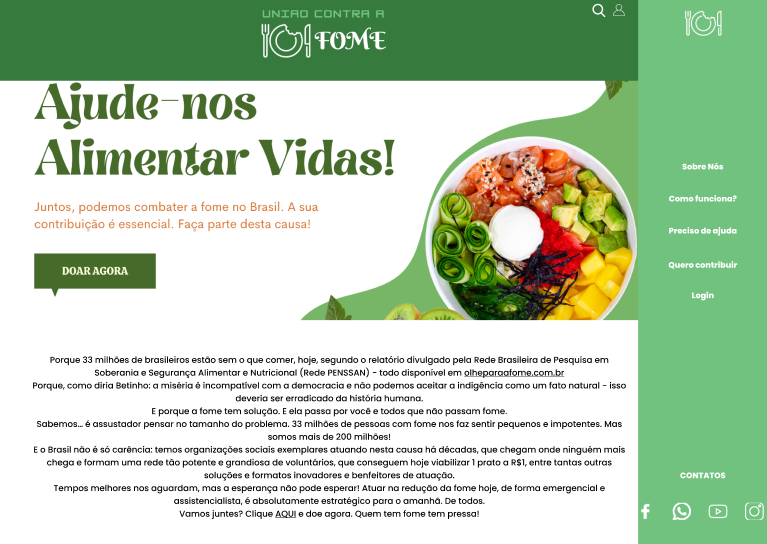 UNIAO CONTRA A
FOME
Ajude-nos
Alimentar Vidas!
Juntos, podemos combater a fome no Brasil. A sua
contribuição é essencial. Faça parte desta causa!
DOAR AGORA
Porque 33 milhões de brasileiros estão sem o que comer, hoje, segundo o relatório divulgado pela Rede Brasileira de Pesquisa em
Soberania e Segurança Alimentar e Nutricional (Rede PENSSAN) - todo disponível em olheparaafome.com.br
Porque, como diria Betinho: a miséria é incompatível com a democracia e não podemos aceitar a indigência como um fato natural - isso
deveria ser erradicado da história humana.
E porque a fome tem solução. E ela passa por você e todos que não passam fome.
Sabemos... é assustador pensar no tamanho do problema. 33 milhões de pessoas com fome nos faz sentir pequenos e impotentes. Mas
somos mais de 200 milhões!
E o Brasil não é só carência: temos organizações sociais exemplares atuando nesta causa há décadas, que chegam onde ninguém mais
chega e formam uma rede tão potente e grandiosa de voluntários, que conseguem hoje viabilizar 1 prato a R$1, entre tantas outras
soluções e formatos inovadores e benfeitores de atuação.
Tempos melhores nos aguardam, mas a esperança não pode esperar! Atuar na redução da fome hoje, de forma emergencial e
assistencialista, é absolutamente estratégico para o amanhã. De todos.
Vamos juntes? Clique AQUI e doe agora. Quem tem fome tem pressa!
Sobre Nós
Como funciona?
Preciso de ajuda
Quero contribuir
Login
CONTATOS